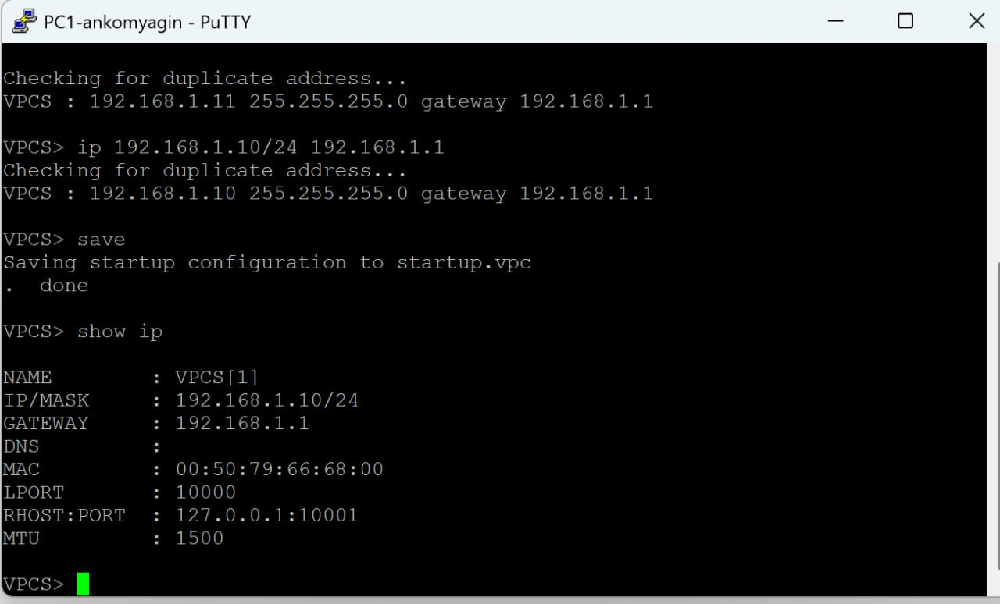 PC1-ankomyagin - PuTTY
Checking for duplicate address...
VPCS : 192.168.1.11 255.255.255.0 gateway 192.168.1.1
VPCS> ip 192.168.1.10/24 192.168.1.1
Checking for duplicate address...
VPCS : 192.168.1.10 255.255.255.0 gateway 192.168.1.1
VPCS> save
Saving startup configuration to startup.vpc
.  done
VPCS> show ip
NAME        : VPCS[1]
IP/MASK     : 192.168.1.10/24
GATEWAY     : 192.168.1.1
DNS         :
MAC         : 00:50:79:66:68:00
LPORT       : 10000
RHOST:PORT  : 127.0.0.1:10001
MTU         : 1500
VPCS>